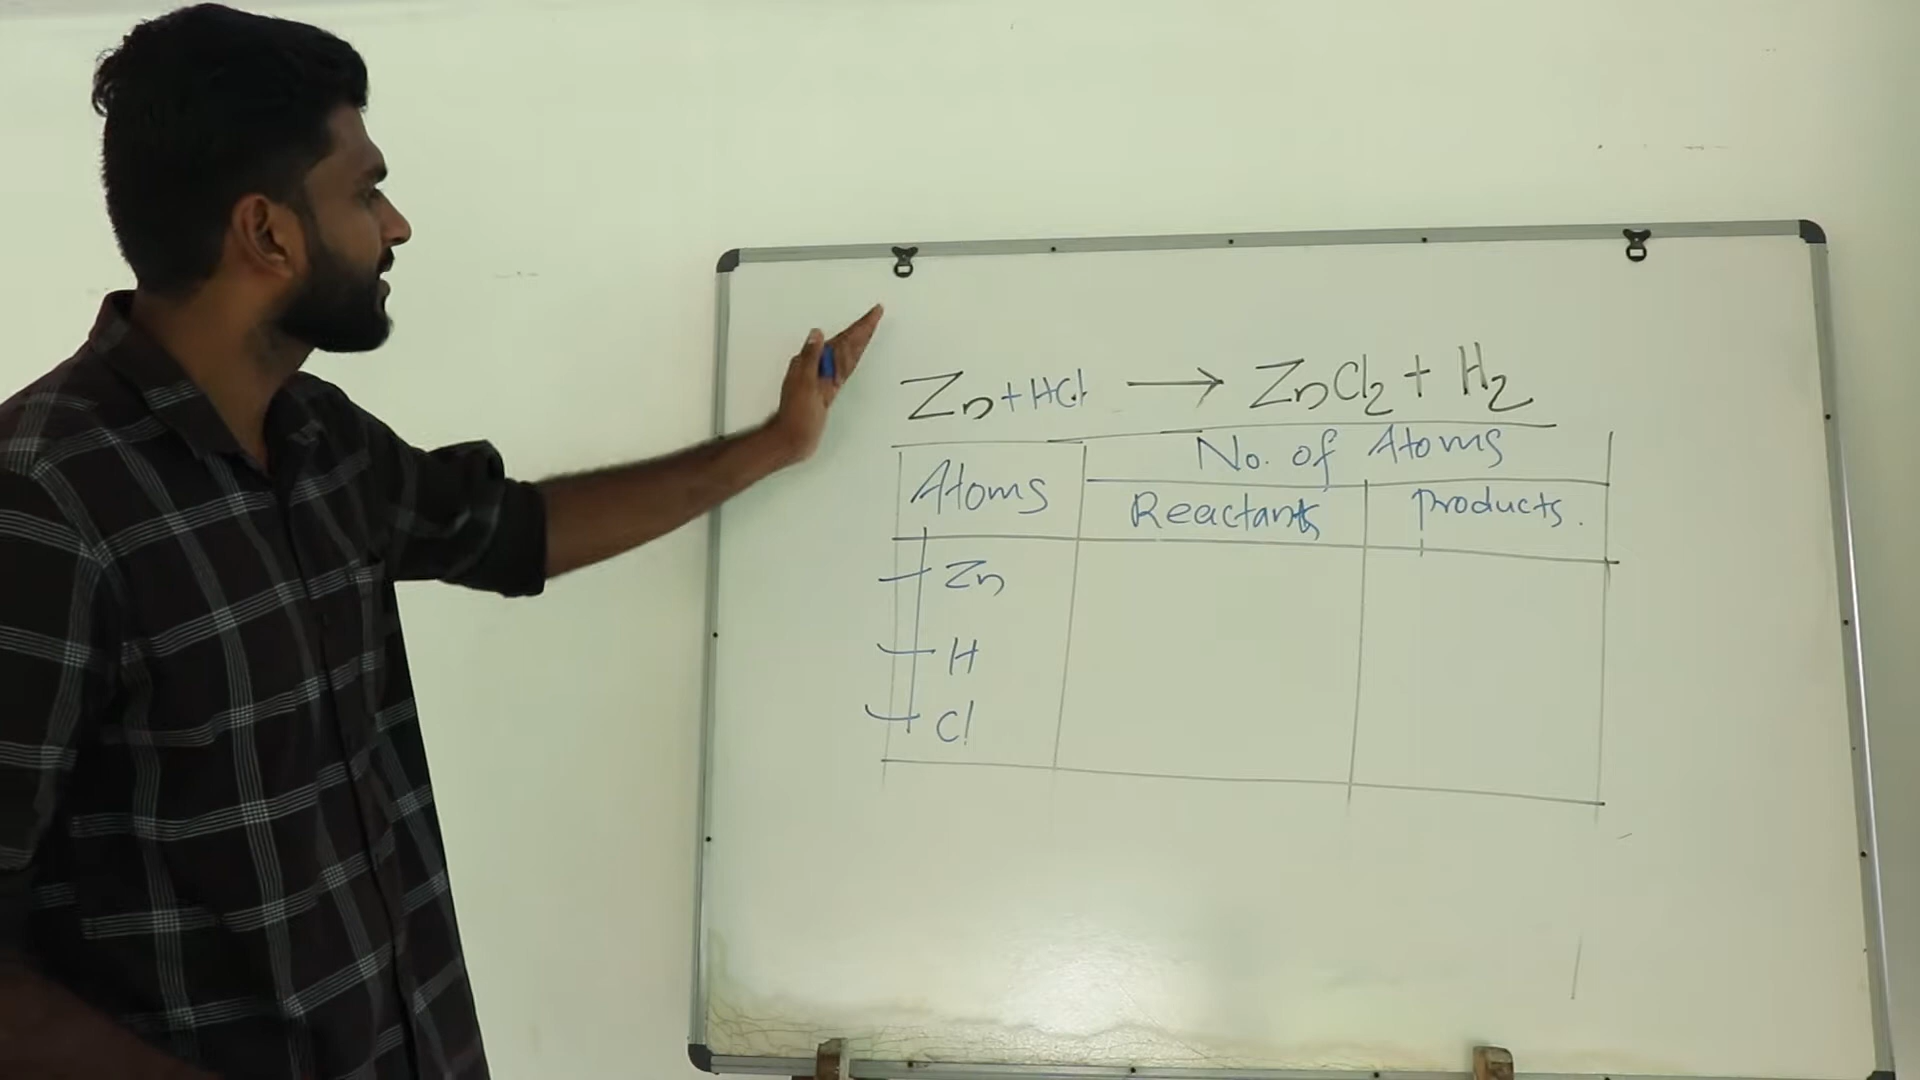 Zn + HCl → ZnCl₂ + H₂
Atoms
No. of Atoms
Reactants
products.
Zn
H
Cl